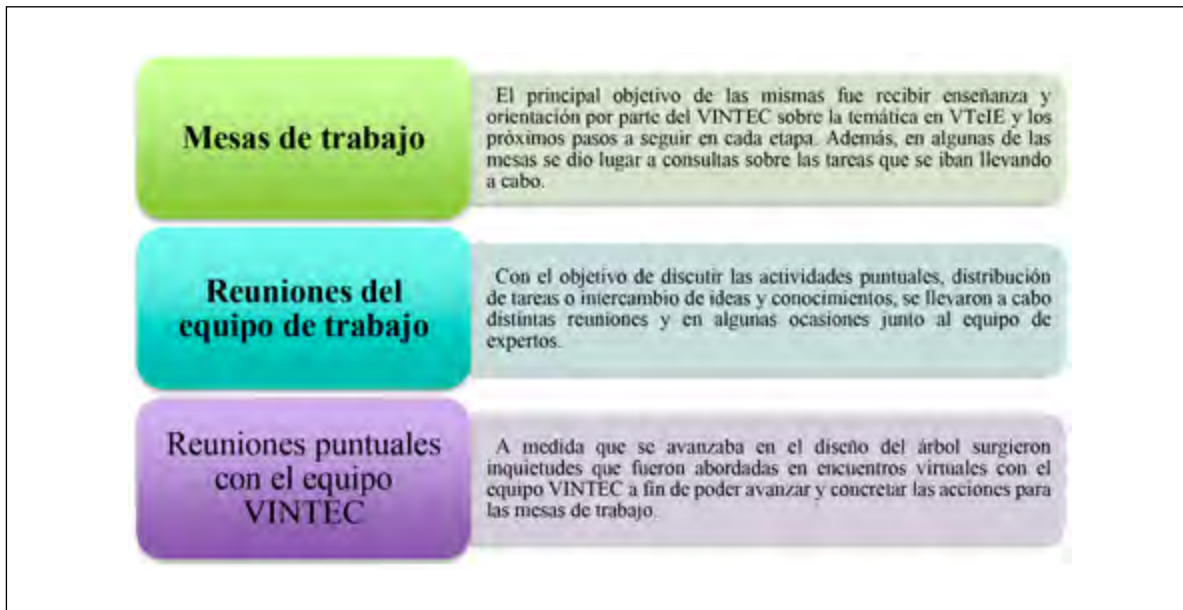 Mesas de trabajo
El principal objetivo de las mismas fue recibir enseñanza y
orientación por parte del VINTEC sobre la temática en VTeIE y los
próximos pasos a seguir en cada etapa. Además, en algunas de las
mesas se dio lugar a consultas sobre las tareas que se iban llevando
a cabo.
Reuniones del
equipo de trabajo
Con el objetivo de discutir las actividades puntuales, distribución
de tareas o intercambio de ideas y conocimientos, se llevaron a cabo
distintas reuniones y en algunas ocasiones junto al equipo de
expertos.
Reuniones puntuales
con el equipo
VINTEC
A medida que se avanzaba en el diseño del árbol surgieron
inquietudes que fueron abordadas en encuentros virtuales con el
equipo VINTEC a fin de poder avanzar y concretar las acciones para
las mesas de trabajo.